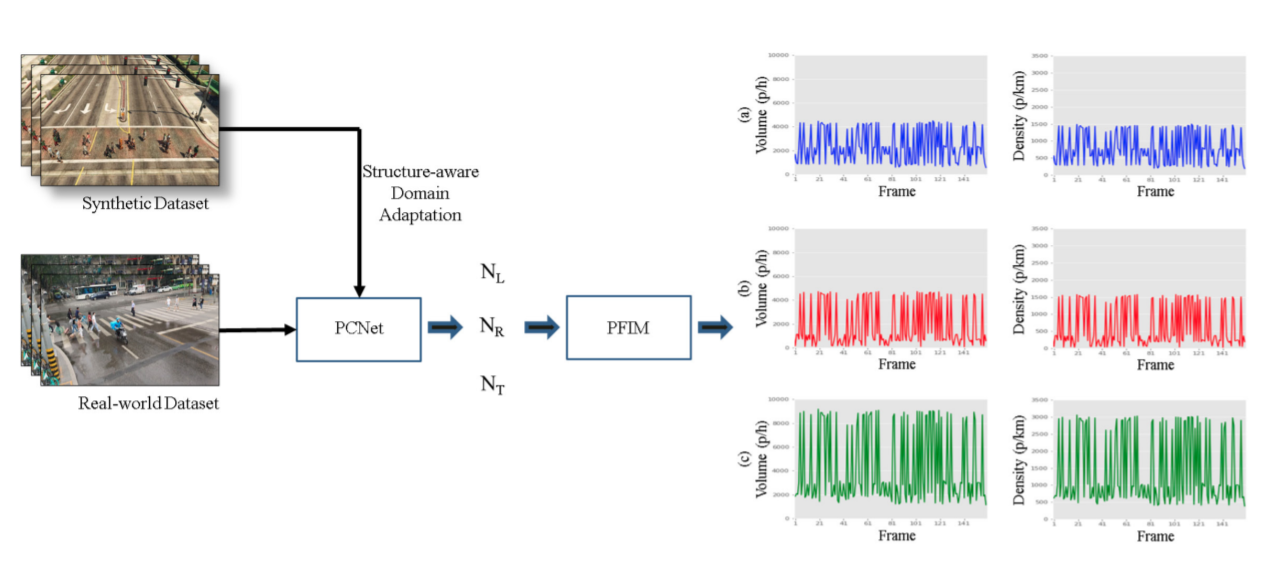 Synthetic Dataset
Structure-aware
Domain
Adaptation
Real-world Dataset
PCNet
N_L
N_R
N_T
PFIM
(a)
Volume (p/h)
10000
8000
6000
4000
2000
0
1 21 41 61 81 101 121 141
Frame
Density (p/km)
3500
3000
2500
2000
1500
1000
500
0
1 21 41 61 81 101 121 141
Frame
(b)
Volume (p/h)
10000
8000
6000
4000
2000
0
1 21 41 61 81 101 121 141
Frame
Density (p/km)
3500
3000
2500
2000
1500
1000
500
0
1 21 41 61 81 101 121 141
Frame
(c)
Volume (p/h)
10000
8000
6000
4000
2000
0
1 21 41 61 81 101 121 141
Frame
Density (p/km)
3500
3000
2500
2000
1500
1000
500
0
1 21 41 61 81 101 121 141
Frame